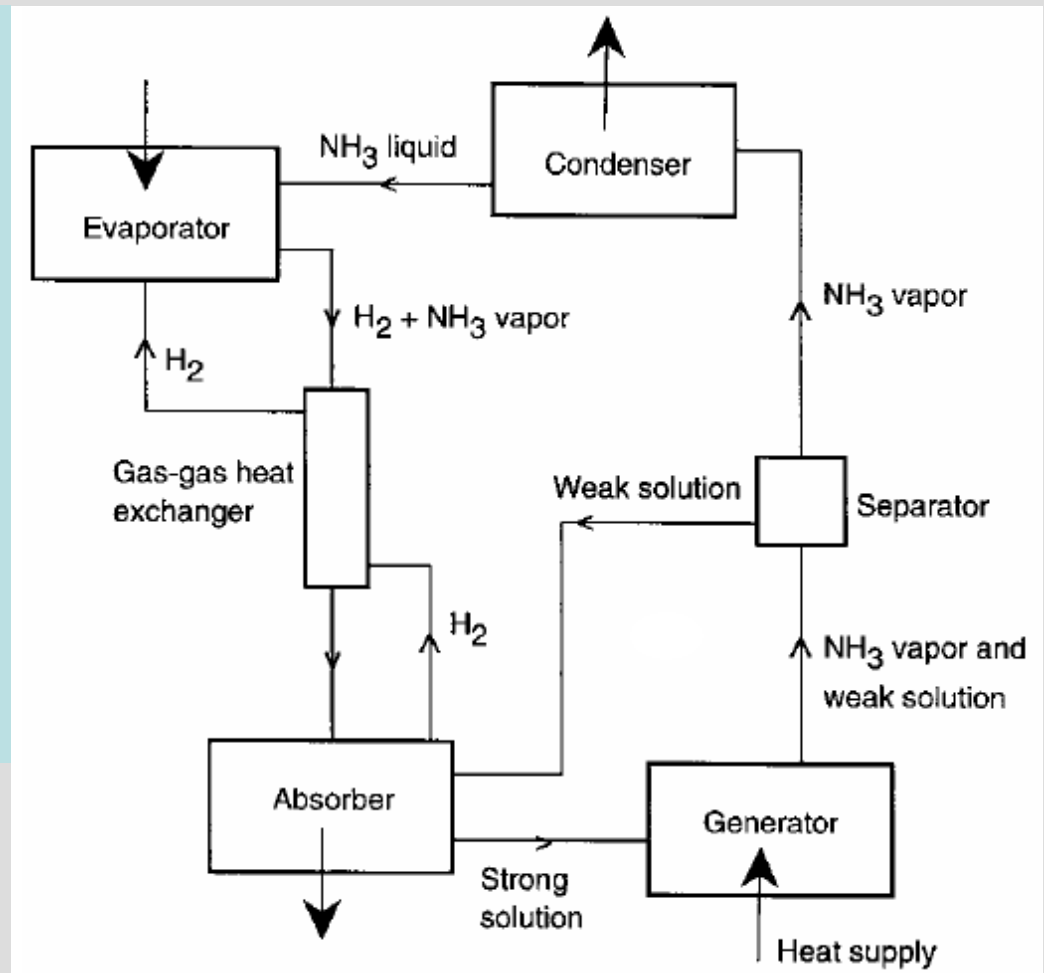 NH3 liquid
Condenser
Evaporator
NH3 vapor
H2 + NH3 vapor
H2
Gas-gas heat
exchanger
Weak solution
Separator
H2
NH3 vapor and
weak solution
Absorber
Generator
Strong
solution
Heat supply